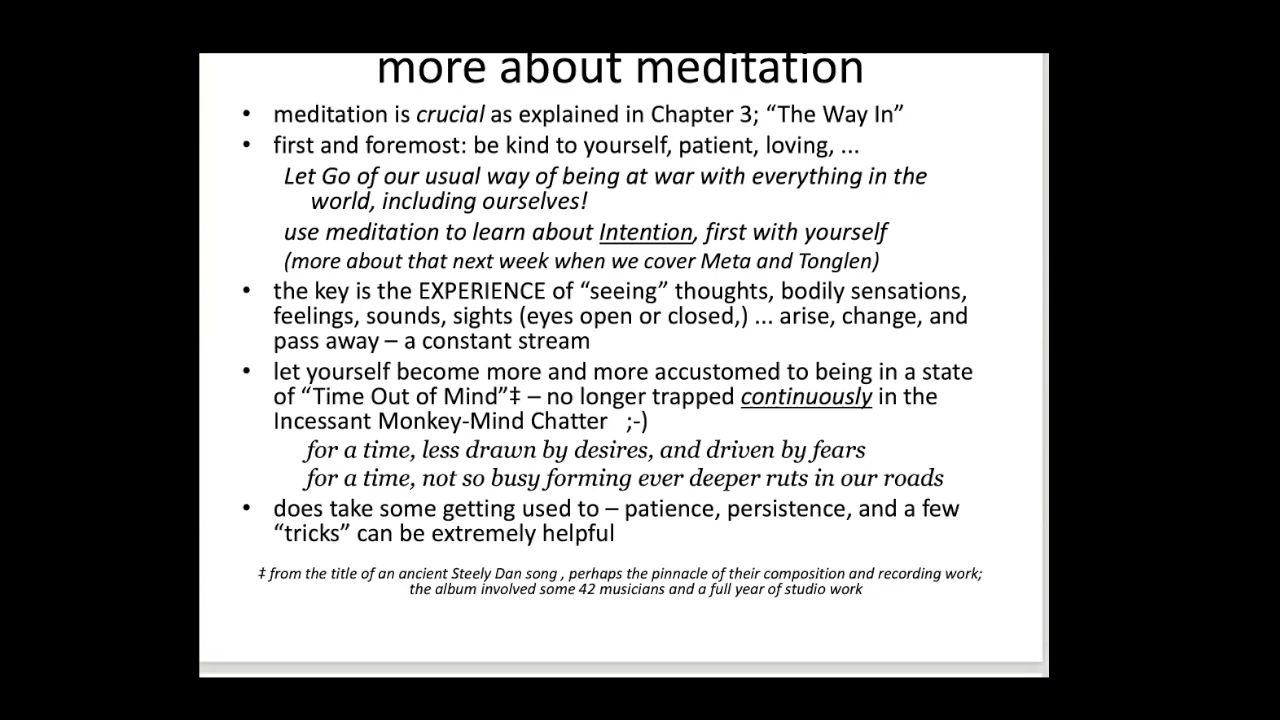 more about meditation
• meditation is crucial as explained in Chapter 3; “The Way In”
• first and foremost: be kind to yourself, patient, loving, ...
Let Go of our usual way of being at war with everything in the
world, including ourselves!
use meditation to learn about Intention, first with yourself
(more about that next week when we cover Meta and Tonglen)
• the key is the EXPERIENCE of “seeing” thoughts, bodily sensations,
feelings, sounds, sights (eyes open or closed,) ... arise, change, and
pass away – a constant stream
• let yourself become more and more accustomed to being in a state
of “Time Out of Mind”‡ – no longer trapped continuously in the
Incessant Monkey-Mind Chatter ;-)
for a time, less drawn by desires, and driven by fears
for a time, not so busy forming ever deeper ruts in our roads
• does take some getting used to – patience, persistence, and a few
“tricks” can be extremely helpful
‡ from the title of an ancient Steely Dan song , perhaps the pinnacle of their composition and recording work;
the album involved some 42 musicians and a full year of studio work